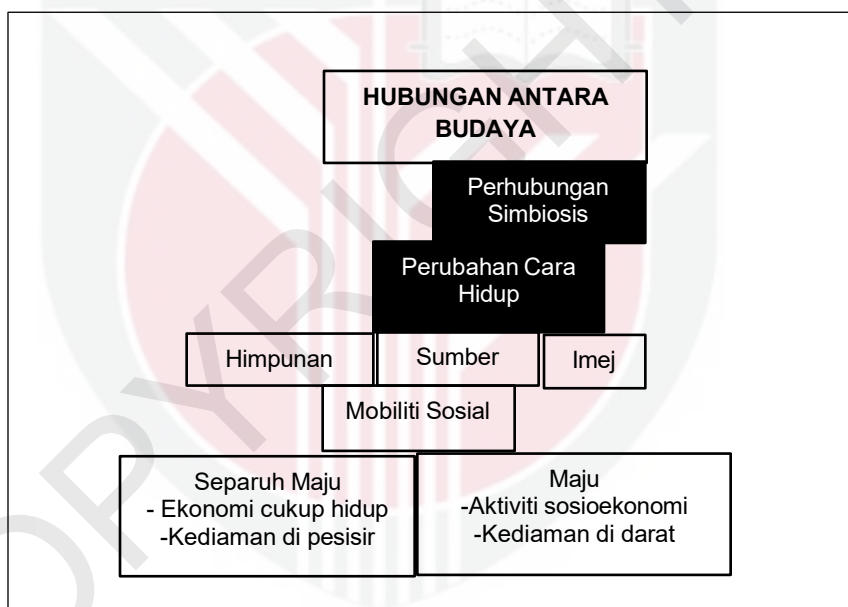 HUBUNGAN ANTARA
BUDAYA
Perhubungan
Simbiosis
Perubahan Cara
Hidup
Himpunan
Sumber
Imej
Mobiliti Sosial
Separuh Maju
- Ekonomi cukup hidup
-Kediaman di pesisir
Maju
-Aktiviti sosioekonomi
-Kediaman di darat
OPYRIGHT